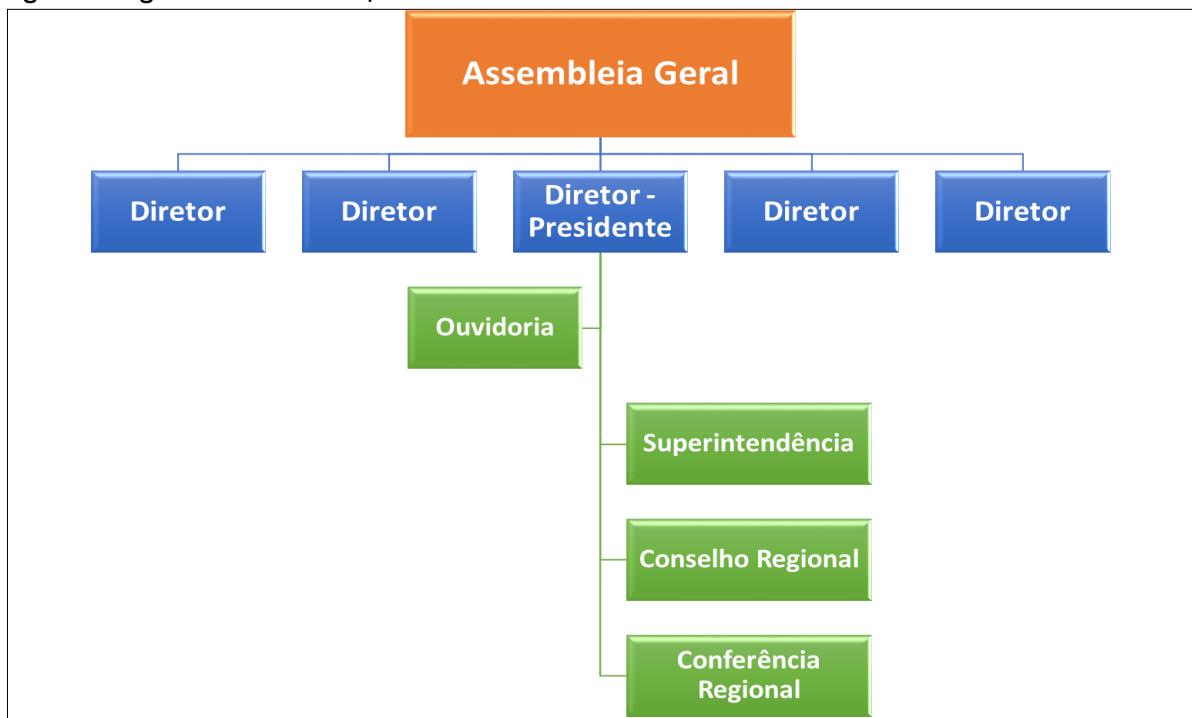 Assembleia Geral
Diretor
Diretor
Diretor -
Presidente
Diretor
Diretor
Ouvidoria
Superintendência
Conselho Regional
Conferência
Regional